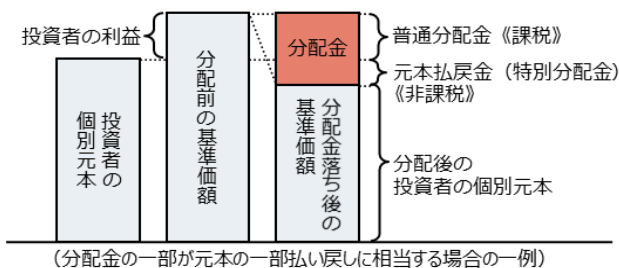 投資者の利益
投資者の
個別元本
分配前の基準価額
分配金
分配金落ち後の
基準価額
普通分配金《課税》
元本払戻金（特別分配金）
《非課税》
分配後の
投資者の個別元本
（分配金の一部が元本の一部払い戻しに相当する場合の一例）